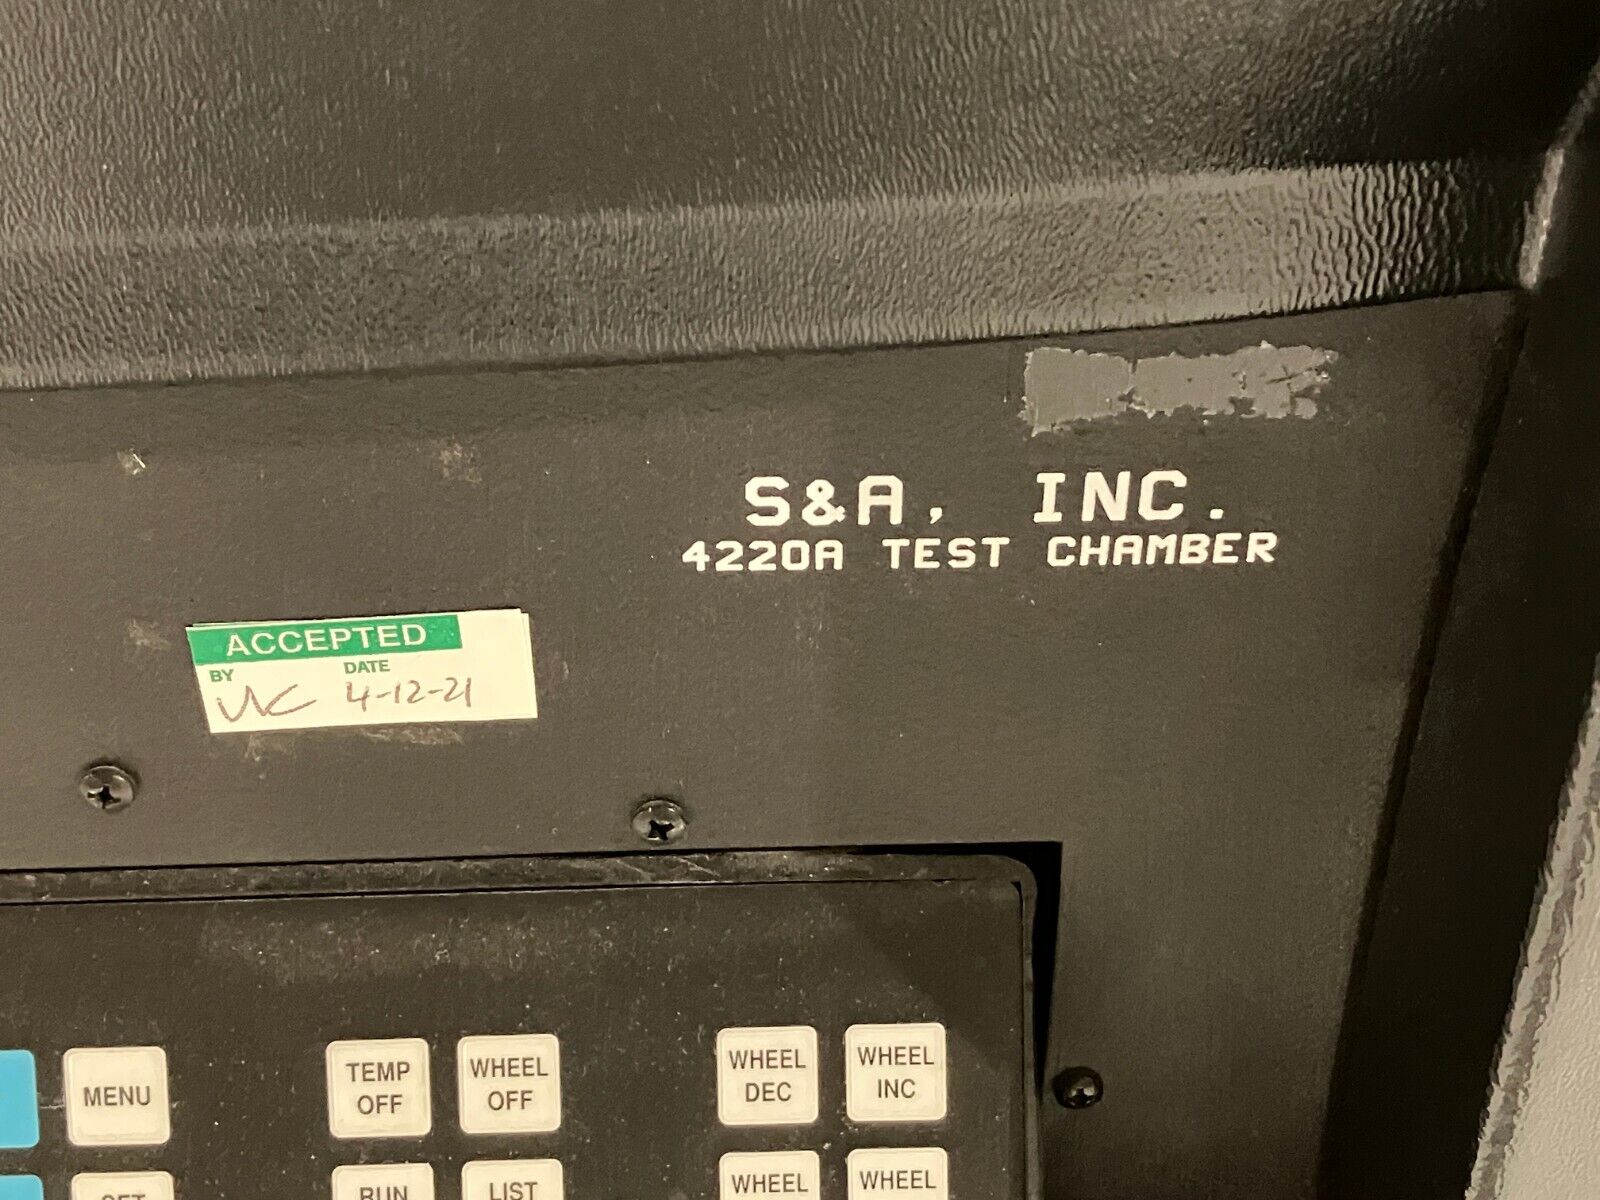 S&A, INC.
4220A TEST CHAMBER
ACCEPTED
BY DATE
4-12-21
MENU
TEMP OFF
WHEEL OFF
WHEEL DEC
WHEEL INC
RUN
LIST
WHEEL
WHEEL